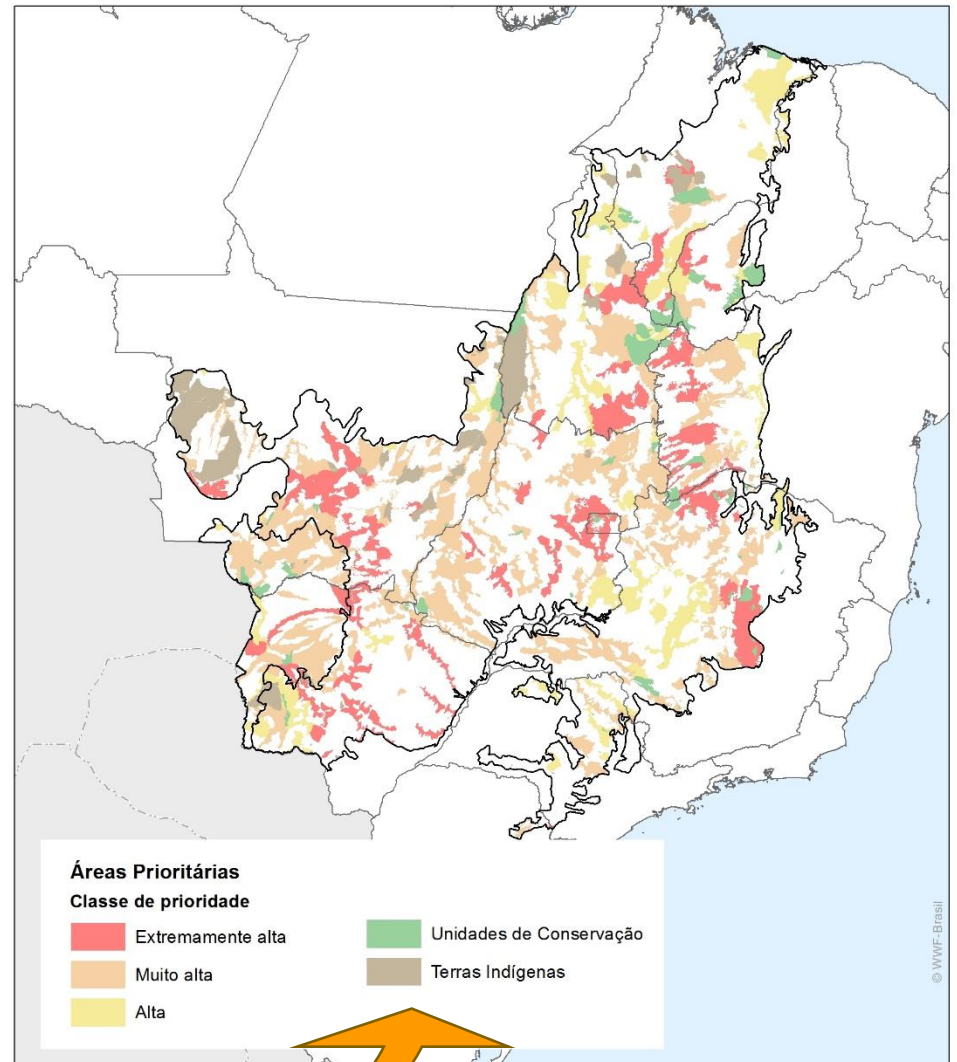 Áreas Prioritárias
Classe de prioridade
Extremamente alta
Muito alta
Alta
Unidades de Conservação
Terras Indígenas
© WWF-Brasil